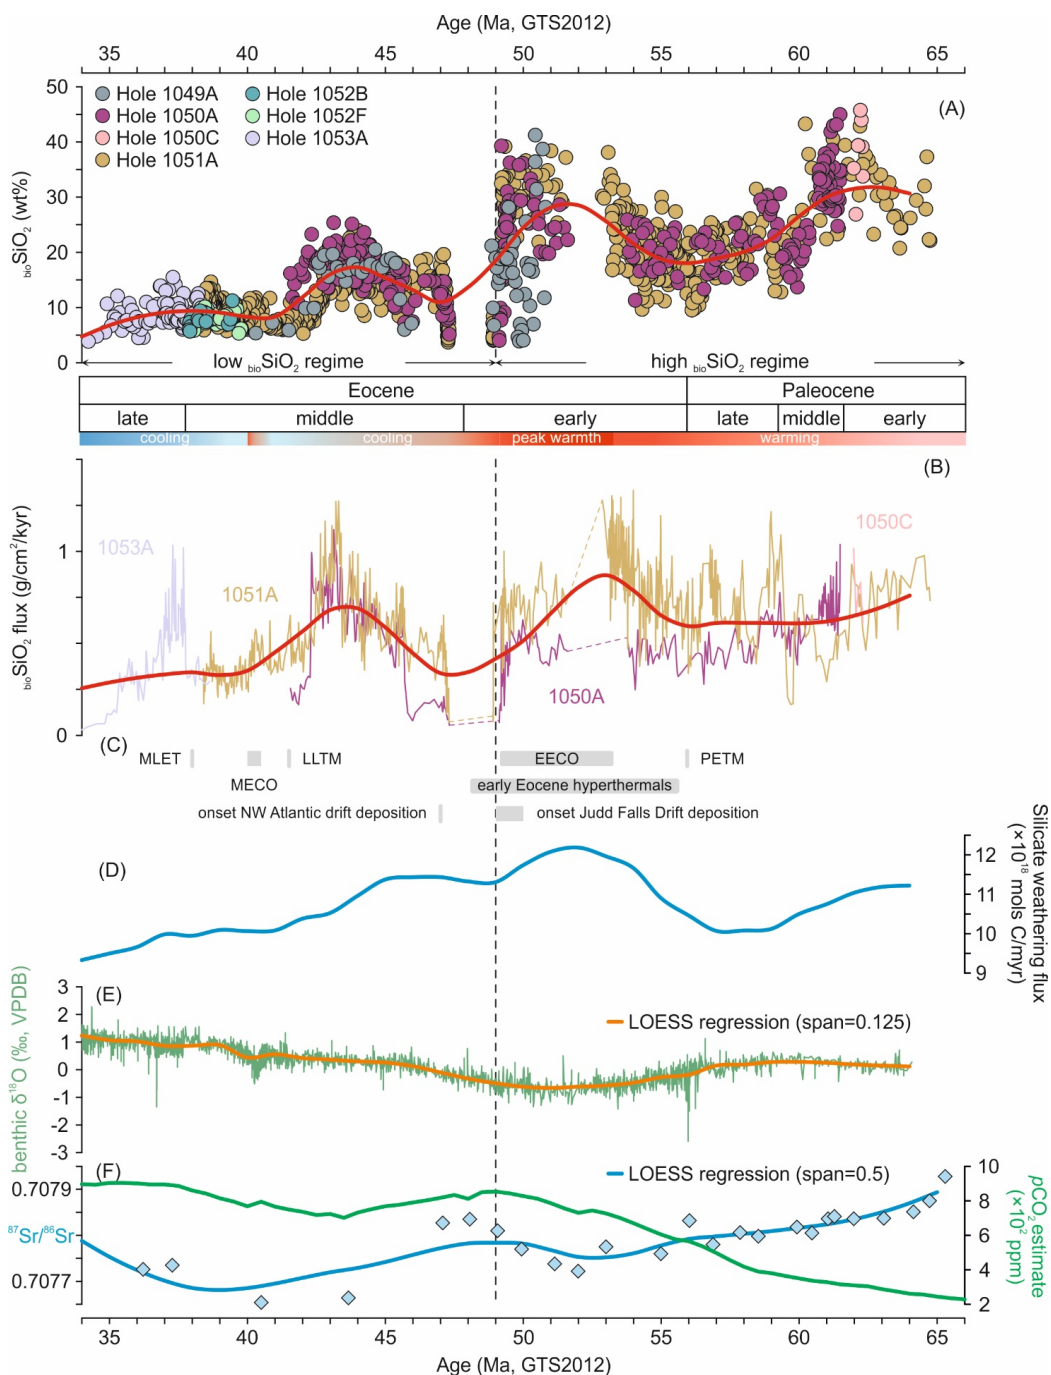 Age (Ma, GTS2012)
35 40 45 50 55 60 65
50
40
30
20
10
0
bioSiO2 (wt%)
Hole 1049A
Hole 1050A
Hole 1050C
Hole 1051A
Hole 1052B
Hole 1052F
Hole 1053A
(A)
low bioSiO2 regime
high bioSiO2 regime
Eocene Paleocene
late middle early late middle early
cooling cooling peak warmth warming
(B)
bioSiO2 flux (g/cm2/kyr)
1
0
1053A
1051A
1050A
1050C
(C)
MLET LLTM EECO PETM
MECO early Eocene hyperthermals
onset NW Atlantic drift deposition onset Judd Falls Drift deposition
(D)
12
11
10
9
Silicate weathering flux
(×10^18 mols C/myr)
(E)
3
2
1
0
-1
-2
-3
benthic δ18O (‰, VPDB)
LOESS regression (span=0.125)
(F)
0.7079
87Sr/86Sr
0.7077
LOESS regression (span=0.5)
10
8
6
4
2
pCO2 estimate
(×10^2 ppm)
35 40 45 50 55 60 65
Age (Ma, GTS2012)